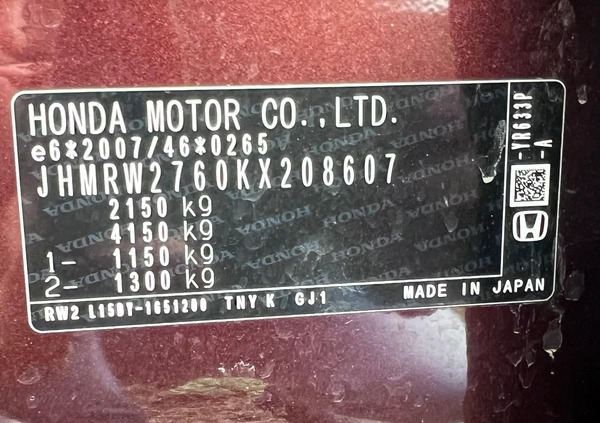 HONDA MOTOR CO.,LTD.
e6*2007/46*0265
JHMRW2760KX208607
2150 kg
4150 kg
1- 1150 kg
2- 1300 kg
RW2 L15BY-1651200 TNY K GJ1
MADE IN JAPAN
-YR633P
-A